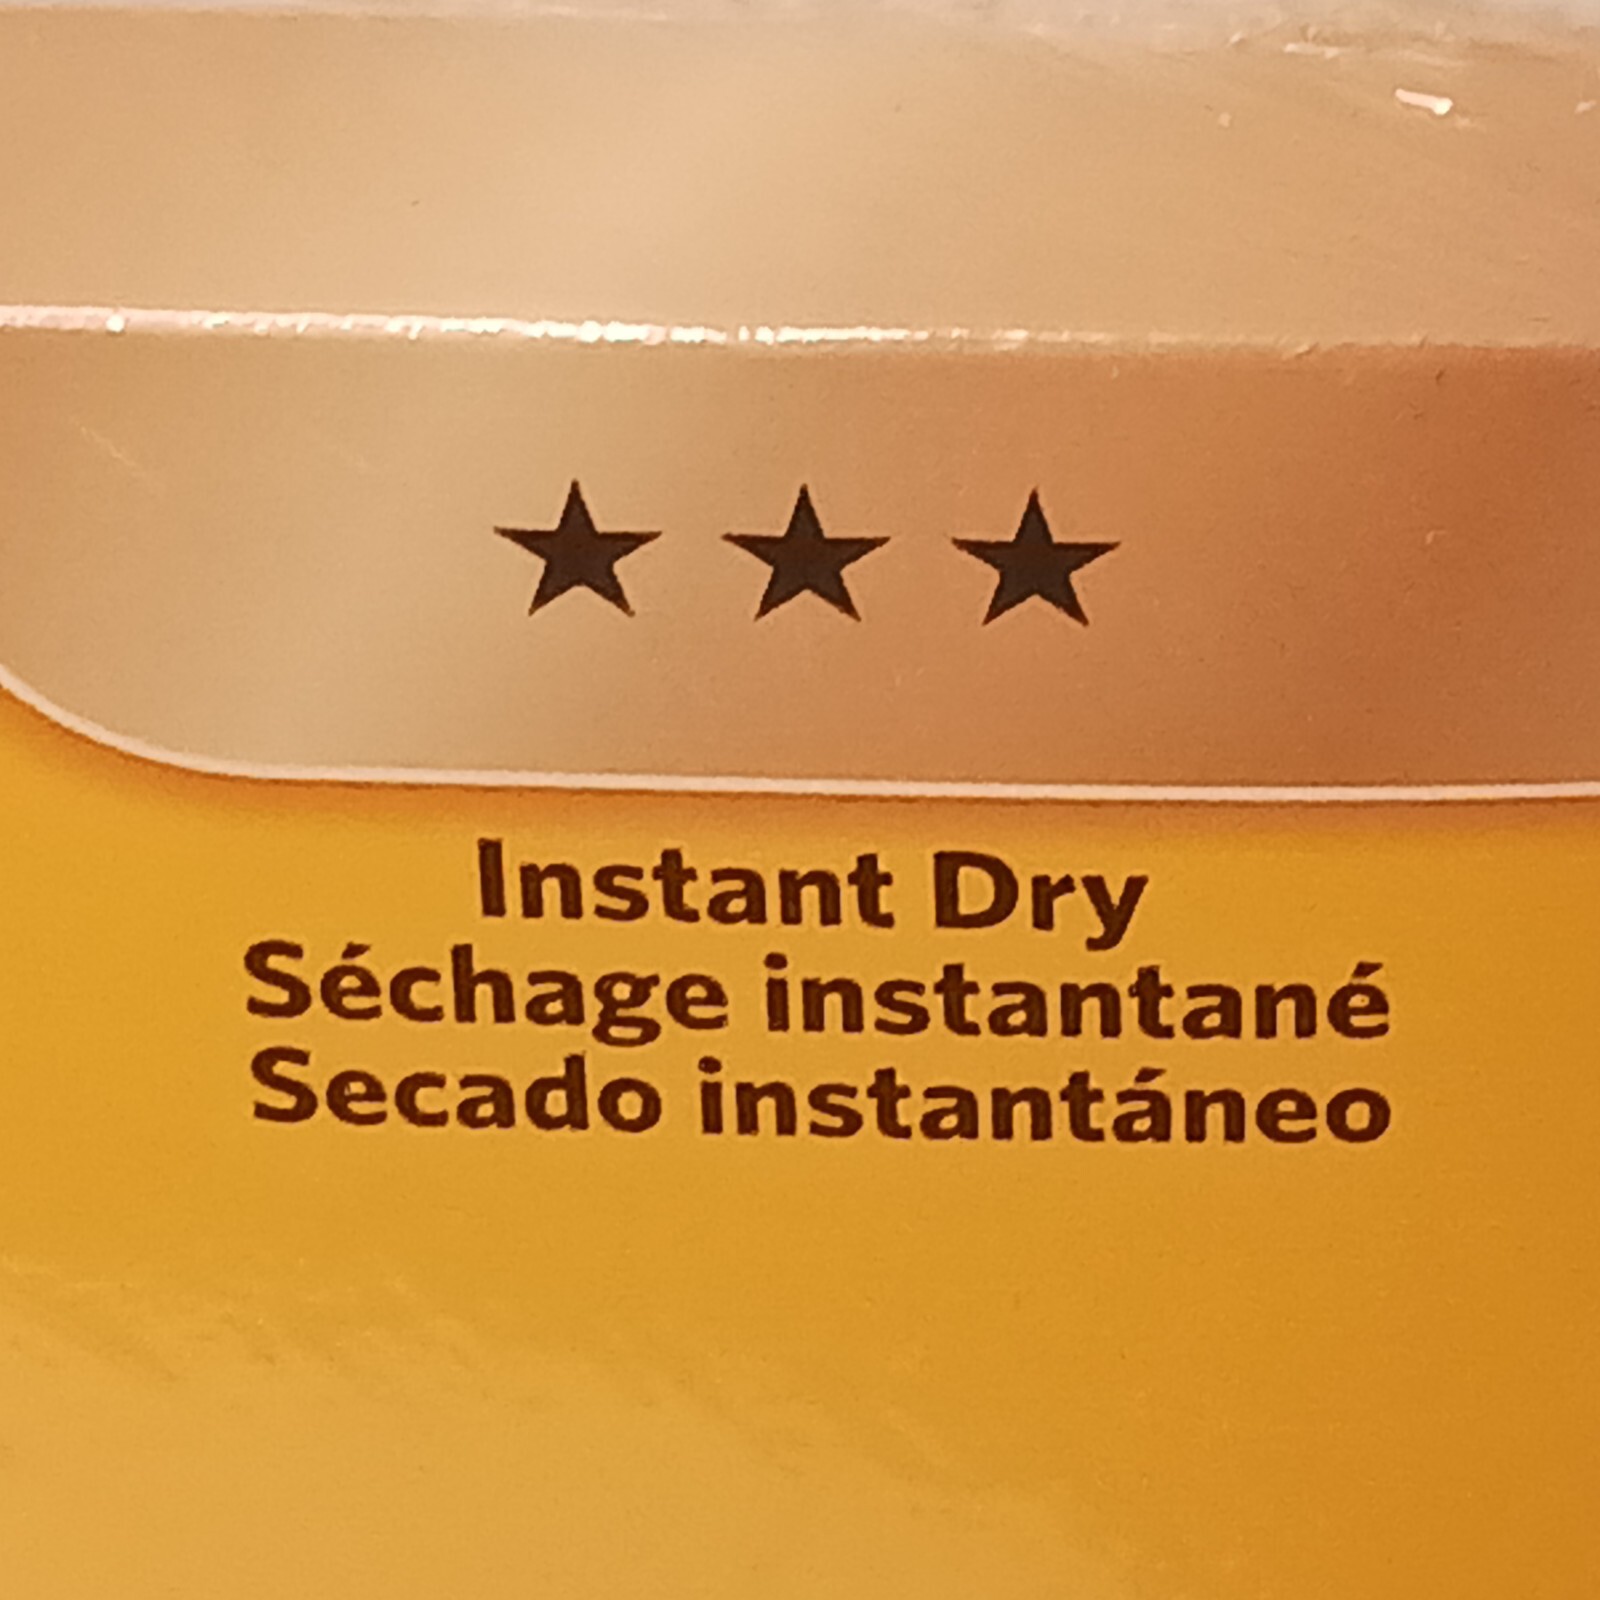 Instant Dry
Séchage instantané
Secado instantáneo